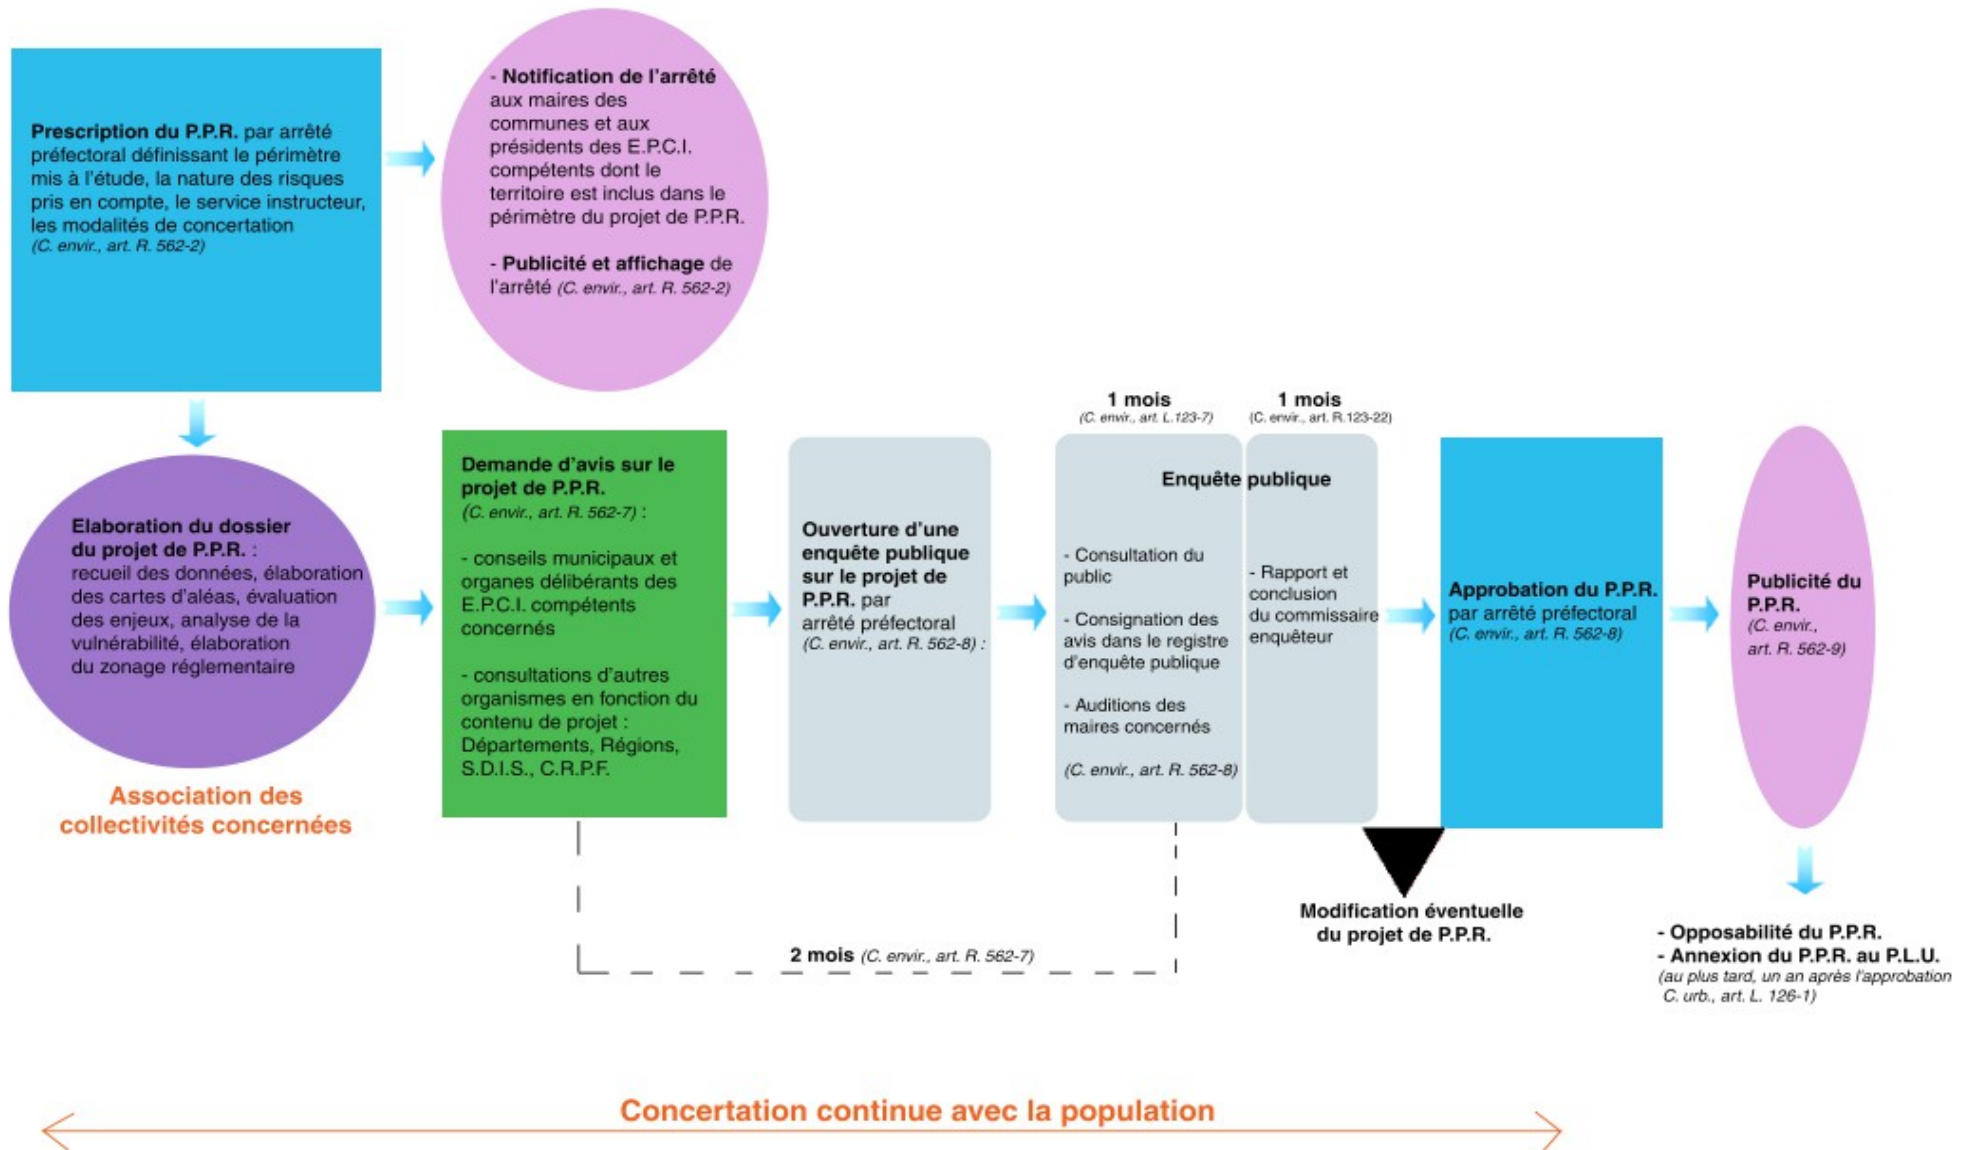 Prescription du P.P.R. par arrêté
préfectoral définissant le périmètre
mis à l'étude, la nature des risques
pris en compte, le service instructeur,
les modalités de concertation
(C. envir., art. R. 562-2)
- Notification de l'arrêté
aux maires des
communes et aux
présidents des E.P.C.I.
compétents dont le
territoire est inclus dans le
périmètre du projet de P.P.R.
- Publicité et affichage de
l'arrêté (C. envir., art. R. 562-2)
Elaboration du dossier
du projet de P.P.R. :
recueil des données, élaboration
des cartes d'aléas, évaluation
des enjeux, analyse de la
vulnérabilité, élaboration
du zonage réglementaire
Association des
collectivités concernées
Demande d'avis sur le
projet de P.P.R.
(C. envir., art. R. 562-7) :
- conseils municipaux et
organes délibérants des
E.P.C.I. compétents
concernés
- consultations d'autres
organismes en fonction du
contenu de projet :
Départements, Régions,
S.D.I.S., C.R.P.F.
Ouverture d'une
enquête publique
sur le projet de
P.P.R. par
arrêté préfectoral
(C. envir., art. R. 562-8) :
1 mois
(C. envir., art. L.123-7)
1 mois
(C. envir., art. R.123-22)
Enquête publique
- Consultation du
public
- Consignation des
avis dans le registre
d'enquête publique
- Auditions des
maires concernés
(C. envir., art. R. 562-8)
- Rapport et
conclusion
du commissaire
enquêteur
2 mois (C. envir., art. R. 562-7)
Modification éventuelle
du projet de P.P.R.
Approbation du P.P.R.
par arrêté préfectoral
(C. envir., art. R. 562-8)
Publicité du
P.P.R.
(C. envir.,
art. R. 562-9)
- Opposabilité du P.P.R.
- Annexion du P.P.R. au P.L.U.
(au plus tard, un an après l'approbation
C. urb., art. L. 126-1)
Concertation continue avec la population